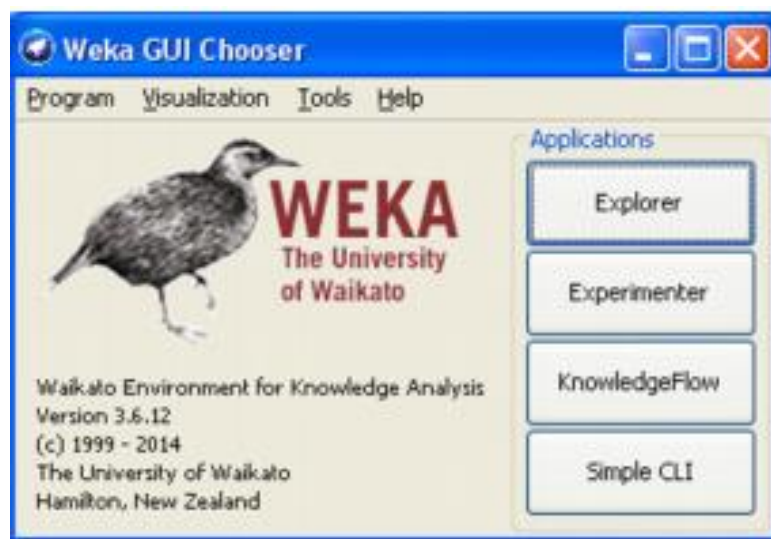 Weka GUI Chooser
Program Visualization Tools Help
WEKA
The University
of Waikato
Waikato Environment for Knowledge Analysis
Version 3.6.12
(c) 1999 - 2014
The University of Waikato
Hamilton, New Zealand
Applications
Explorer
Experimenter
KnowledgeFlow
Simple CLI